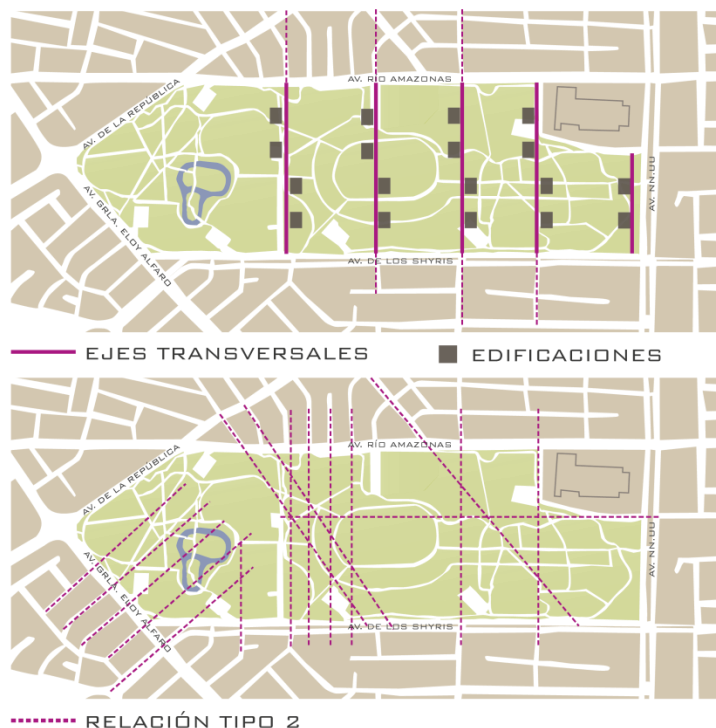 AV. RÍO AMAZONAS
AV. DE LA REPÚBLICA
AV. GRLA. ELOY ALFARO
AV. NN.UU
AV. DE LOS SHYRIS
EJES TRANSVERSALES
EDIFICACIONES
AV. RÍO AMAZONAS
AV. DE LA REPÚBLICA
AV. GRLA. ELOY ALFARO
AV. NN.UU
AV. DE LOS SHYRIS
RELACIÓN TIPO 2